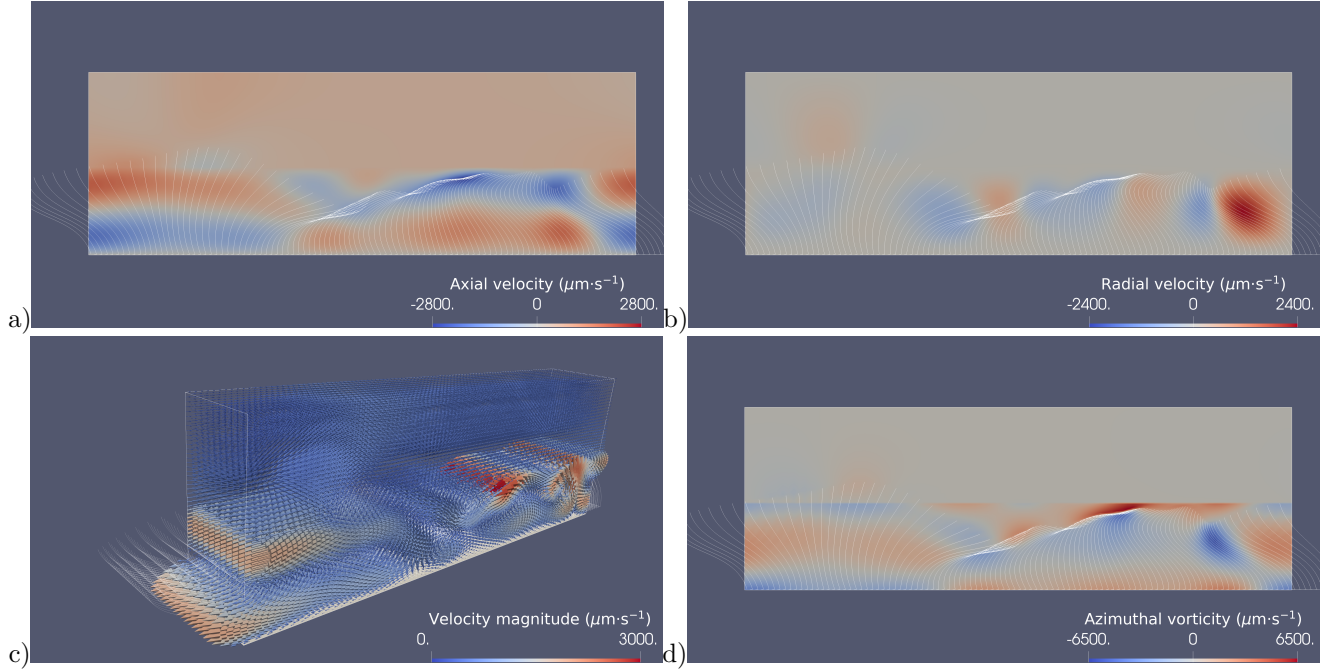 Axial velocity (μm·s⁻¹)
-2800. 0 2800.
a)
Radial velocity (μm·s⁻¹)
-2400. 0 2400.
b)
Velocity magnitude (μm·s⁻¹)
0. 3000.
c)
Azimuthal vorticity (μm·s⁻¹)
-6500. 0 6500.
d)